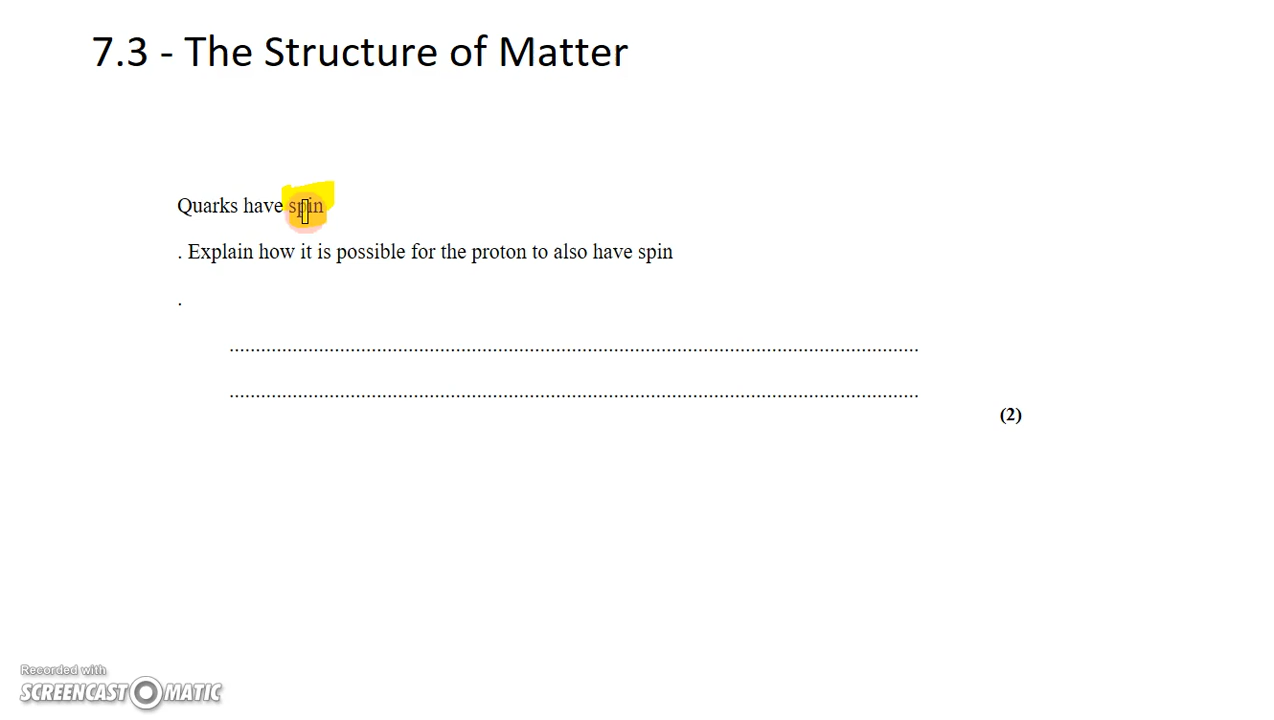 7.3 - The Structure of Matter
Quarks have spin
. Explain how it is possible for the proton to also have spin
.
....................................................................................................................................
....................................................................................................................................
(2)
Recorded with
SCREENCAST MATIC